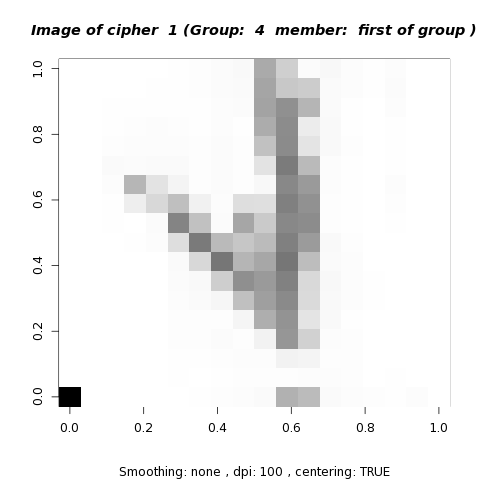 Image of cipher 1 (Group: 4 member: first of group )
1.0
0.8
0.6
0.4
0.2
0.0
0.0 0.2 0.4 0.6 0.8 1.0
Smoothing: none , dpi: 100 , centering: TRUE